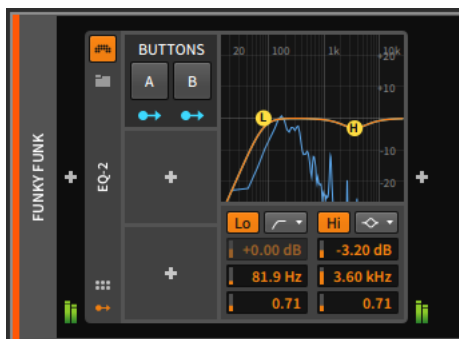 FUNKY FUNK
EQ-2
BUTTONS
A B
20 100 1k 10k
+20
+10
-10
-20
L
H
Lo Hi
+0.00 dB -3.20 dB
81.9 Hz 3.60 kHz
0.71 0.71